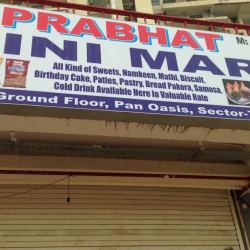 PRABHAT
INI MAR
M:
All Kind of Sweets, Namkeen, Mathi, Biscuit,
Birthday Cake, Paties, Pastry, Bread Pakora, Samosa,
Cold Drink Available Here in Valuable Rate
Ground Floor, Pan Oasis, Sector-